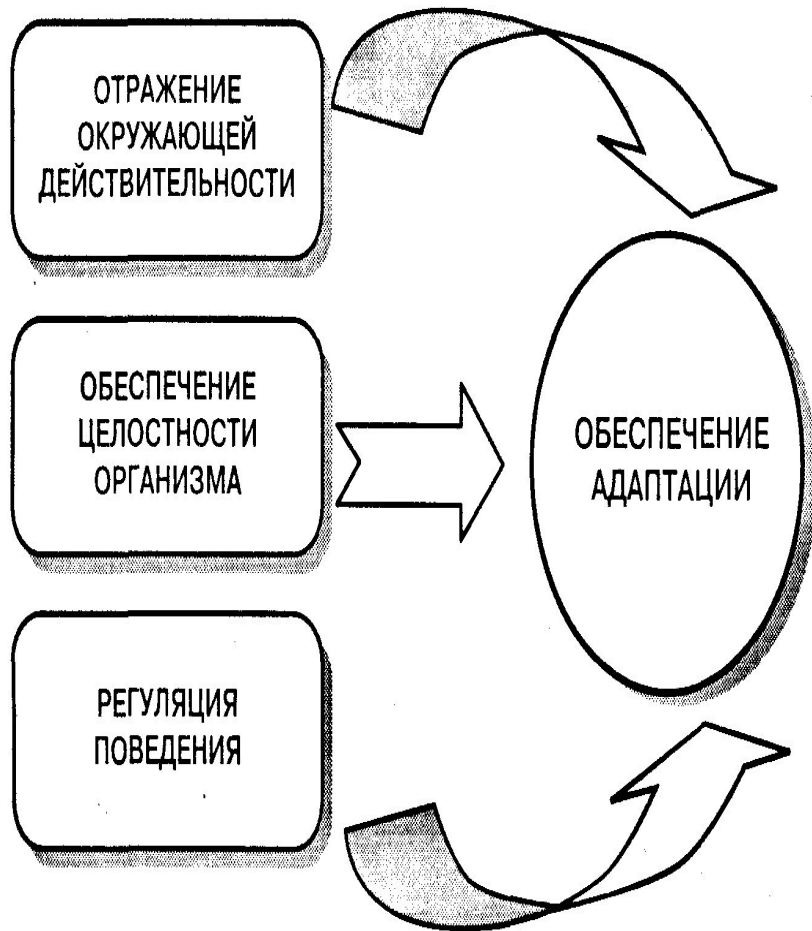 ОТРАЖЕНИЕ
ОКРУЖАЮЩЕЙ
ДЕЙСТВИТЕЛЬНОСТИ
ОБЕСПЕЧЕНИЕ
ЦЕЛОСТНОСТИ
ОРГАНИЗМА
РЕГУЛЯЦИЯ
ПОВЕДЕНИЯ
ОБЕСПЕЧЕНИЕ
АДАПТАЦИИ